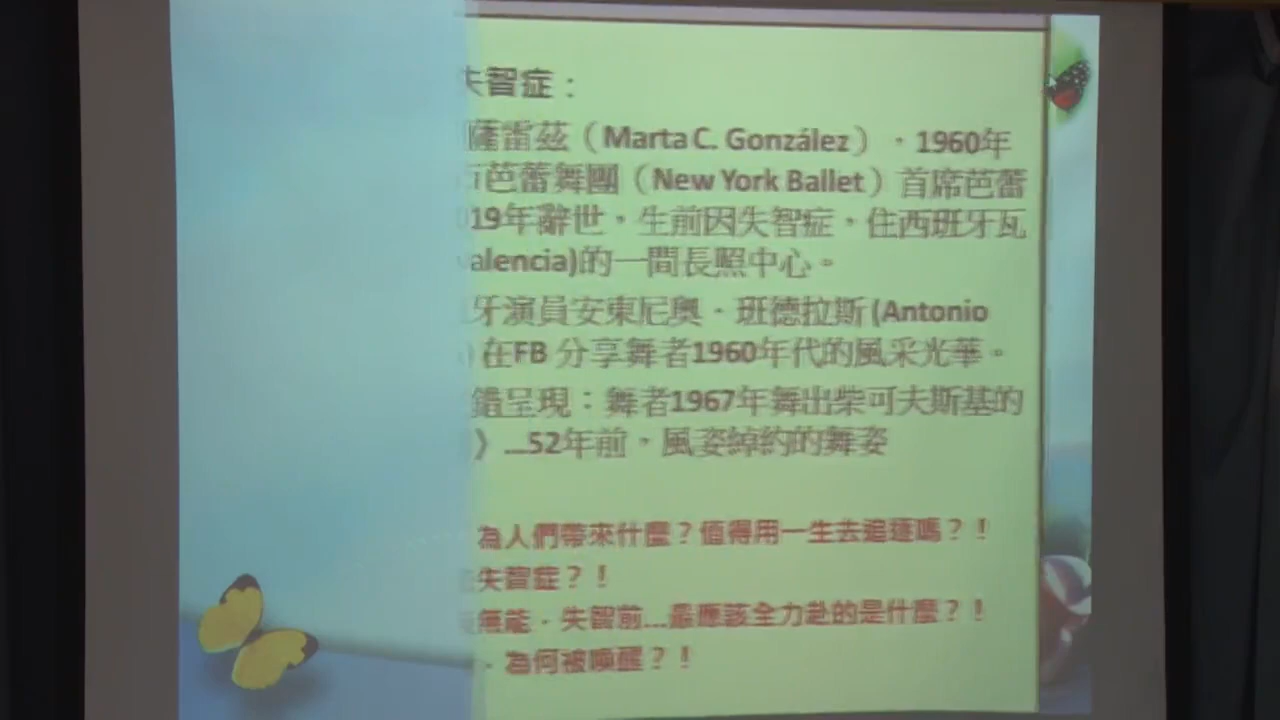 失智症：
薩雷茲（Marta C. González），1960年
芭蕾舞團（New York Ballet）首席芭蕾
19年辭世，生前因失智症，住西班牙瓦
alencia)的一間長照中心。
牙演員安東尼奧．班德拉斯 (Antonio
) 在FB 分享舞者1960年代的風采光華。
錯呈現：舞者1967年舞出柴可夫斯基的
》…52年前，風姿綽約的舞姿
為人們帶來什麼？值得用一生去追逐嗎？！
失智症？！
無能．失智前…最應該全力赴的是什麼？！
．為何被喚醒？！